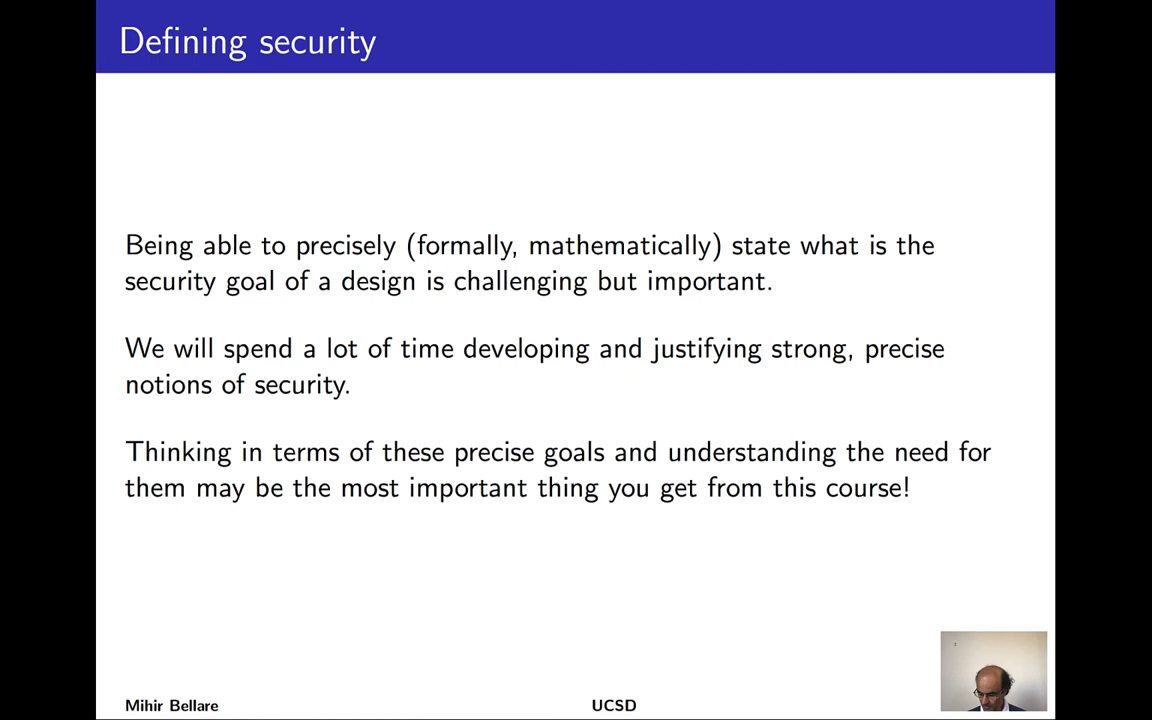 Defining security
Being able to precisely (formally, mathematically) state what is the
security goal of a design is challenging but important.
We will spend a lot of time developing and justifying strong, precise
notions of security.
Thinking in terms of these precise goals and understanding the need for
them may be the most important thing you get from this course!
Mihir Bellare
UCSD